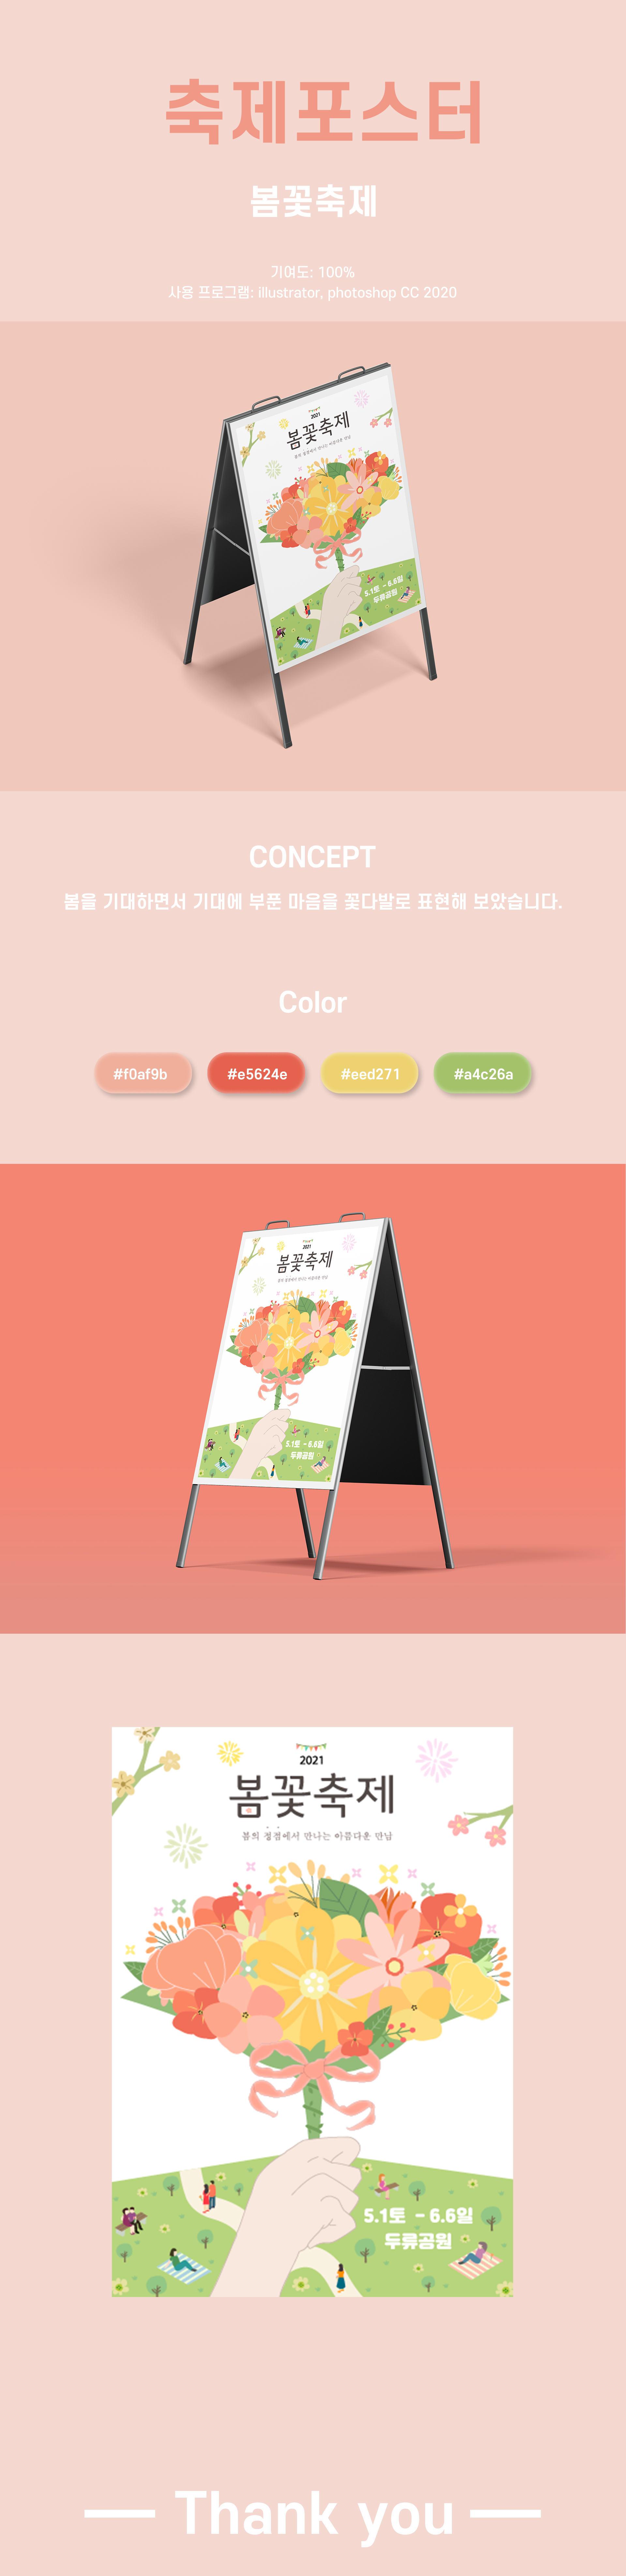 축제포스터
봄꽃축제
기여도: 100%
사용 프로그램: illustrator, photoshop CC 2020
2021
봄꽃축제
봄의 정점에서 만나는 아름다운 만남
5.1토 - 6.6일
두류공원
CONCEPT
봄을 기대하면서 기대에 부푼 마음을 꽃다발로 표현해 보았습니다.
Color
#f0af9b
#e5624e
#eed271
#a4c26a
2021
봄꽃축제
봄의 정점에서 만나는 아름다운 만남
5.1토 - 6.6일
두류공원
2021
봄꽃축제
봄의 정점에서 만나는 아름다운 만남
5.1토 - 6.6일
두류공원
Thank you